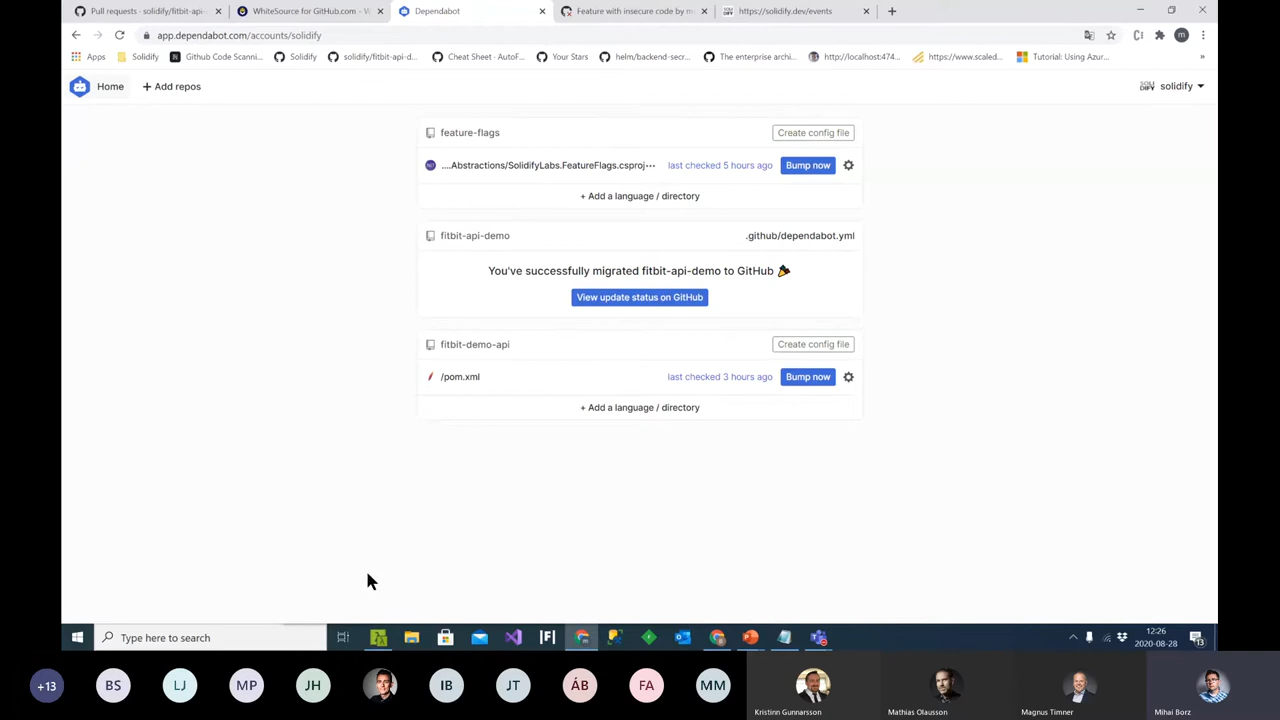 Pull requests · solidify/fitbit-api-
WhiteSource for GitHub.com - W
Dependabot
Feature with insecure code by m
https://solidify.dev/events
app.dependabot.com/accounts/solidify
Apps
Solidify
Github Code Scanni...
Solidify
solidify/fitbit-api-d...
Cheat Sheet - AutoF...
Your Stars
helm/backend-secr...
The enterprise archi...
http://localhost:474...
https://www.scaled...
Tutorial: Using Azur...
»
Home
+ Add repos
SOLI
DIFY
solidify
feature-flags
Create config file
....Abstractions/SolidifyLabs.FeatureFlags.csproj•••
last checked 5 hours ago
Bump now
+ Add a language / directory
fitbit-api-demo
.github/dependabot.yml
You've successfully migrated fitbit-api-demo to GitHub 🎉
View update status on GitHub
fitbit-demo-api
Create config file
/pom.xml
last checked 3 hours ago
Bump now
+ Add a language / directory
Type here to search
12:26
2020-08-28
13
+13
BS
LJ
MP
JH
IB
JT
ÁB
FA
MM
Kristinn Gunnarsson
Mathias Olausson
Magnus Timner
Mihai Borz